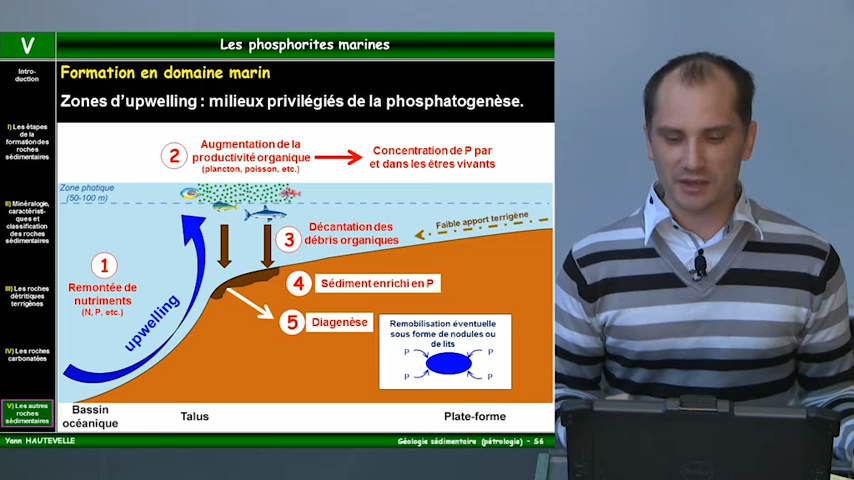 V
Les phosphorites marines
Intro-
duction
I) Les étapes
de la
formation des
roches
sédimentaires
II) Minéralogie,
caractérist-
iques et
classification
des roches
sédimentaires
III) Les roches
détritiques
terrigènes
IV) Les roches
carbonatées
V) Les autres
roches
sédimentaires
Formation en domaine marin
Zones d'upwelling : milieux privilégiés de la phosphatogenèse.
2
Augmentation de la
productivité organique
(plancton, poisson, etc.)
Concentration de P par
et dans les êtres vivants
Zone photique
(50-100 m)
3
Décantation des
débris organiques
Faible apport terrigène
1
Remontée de
nutriments
(N, P, etc.)
upwelling
4
Sédiment enrichi en P
5
Diagenèse
Remobilisation éventuelle
sous forme de nodules ou
de lits
P P
P P
Bassin
océanique
Talus
Plate-forme
Yann HAUTEVELLE
Géologie sédimentaire (pétrologie) - S6